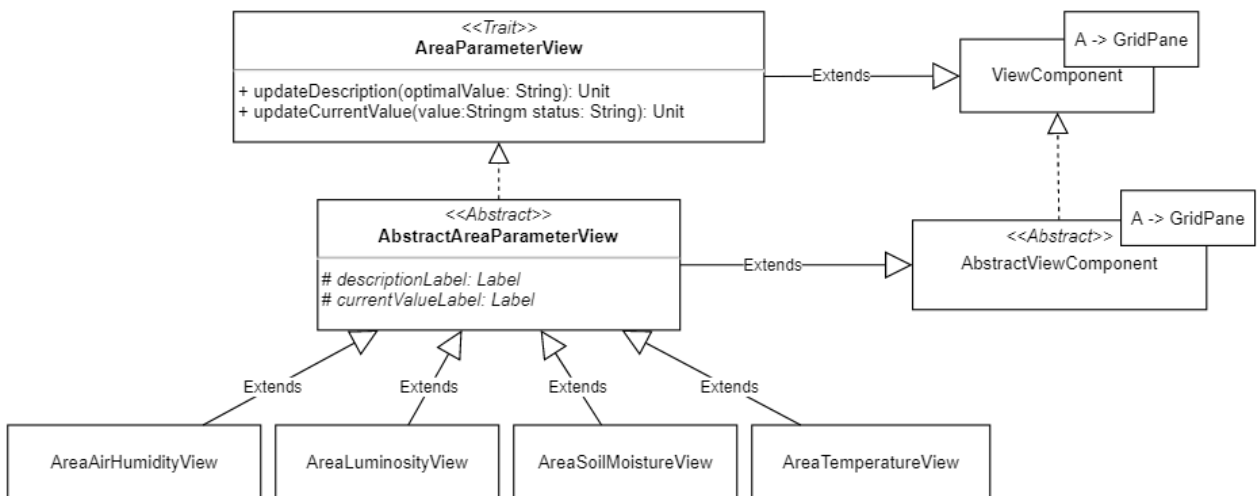 <<Trait>>
AreaParameterView
+ updateDescription(optimalValue: String): Unit
+ updateCurrentValue(value:Stringm status: String): Unit
Extends
A -> GridPane
ViewComponent
<<Abstract>>
AbstractAreaParameterView
# descriptionLabel: Label
# currentValueLabel: Label
Extends
A -> GridPane
<<Abstract>>
AbstractViewComponent
Extends
Extends
Extends
Extends
AreaAirHumidityView
AreaLuminosityView
AreaSoilMoistureView
AreaTemperatureView